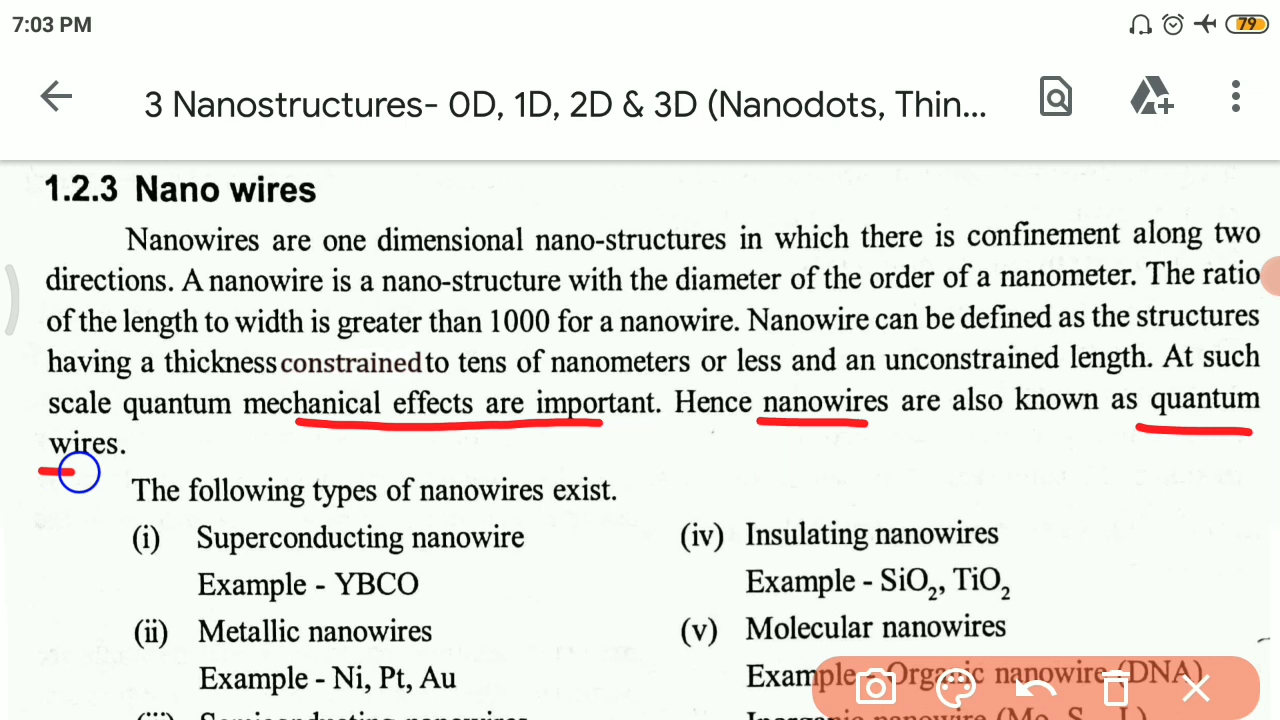 7:03 PM
79
3 Nanostructures- 0D, 1D, 2D & 3D (Nanodots, Thin...
1.2.3 Nano wires
Nanowires are one dimensional nano-structures in which there is confinement along two
directions. A nanowire is a nano-structure with the diameter of the order of a nanometer. The ratio
of the length to width is greater than 1000 for a nanowire. Nanowire can be defined as the structures
having a thickness constrained to tens of nanometers or less and an unconstrained length. At such
scale quantum mechanical effects are important. Hence nanowires are also known as quantum
wires.
The following types of nanowires exist.
(i) Superconducting nanowire
Example - YBCO
(ii) Metallic nanowires
Example - Ni, Pt, Au
(iii) Semiconducting nanowires
(iv) Insulating nanowires
Example - SiO₂, TiO₂
(v) Molecular nanowires
Example - Organic nanowire (DNA)
Inorganic nanowire (Mo